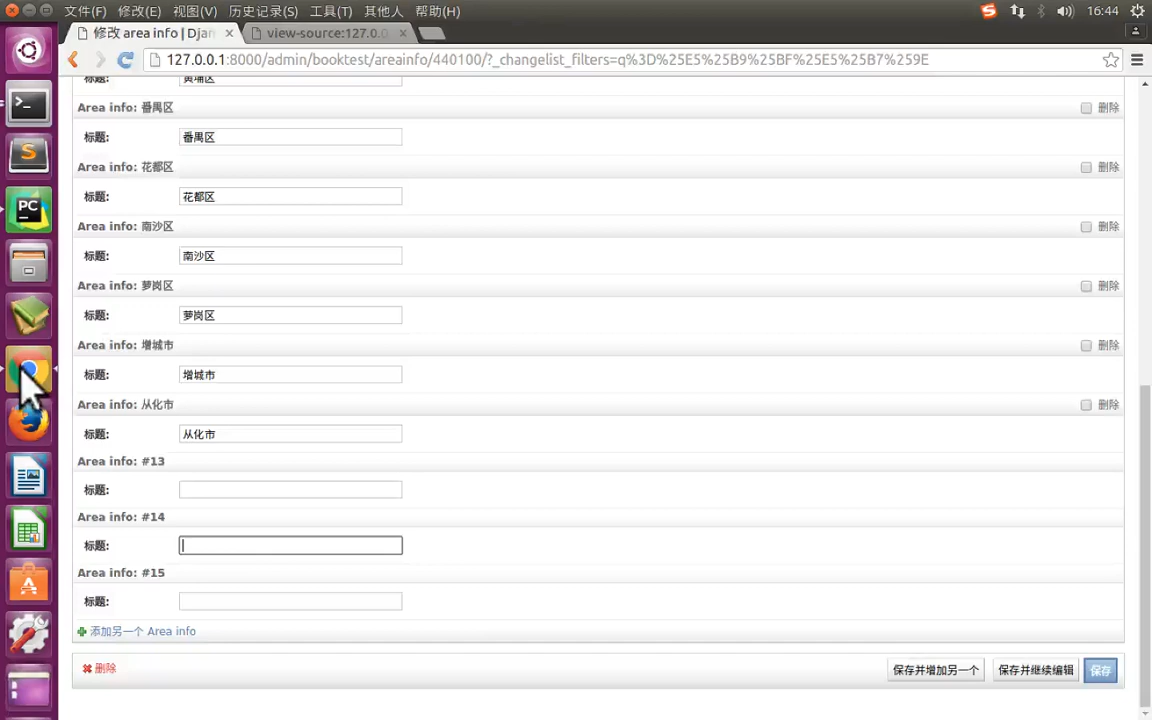 文件(F) 修改(E) 视图(V) 历史记录(S) 工具(T) 其他人 帮助(H) 16:44
修改 area info | Djan view-source:127.0.0
127.0.0.1:8000/admin/booktest/areainfo/440100/?_changelist_filters=q%3D%25E5%25B9%25BF%25E5%25B7%259E
标题: 黄埔区
Area info: 番禺区 删除
标题: 番禺区
Area info: 花都区 删除
标题: 花都区
Area info: 南沙区 删除
标题: 南沙区
Area info: 萝岗区 删除
标题: 萝岗区
Area info: 增城市 删除
标题: 增城市
Area info: 从化市 删除
标题: 从化市
Area info: #13
标题:
Area info: #14
标题:
Area info: #15
标题:
添加另一个 Area info
删除 保存并增加另一个 保存并继续编辑 保存